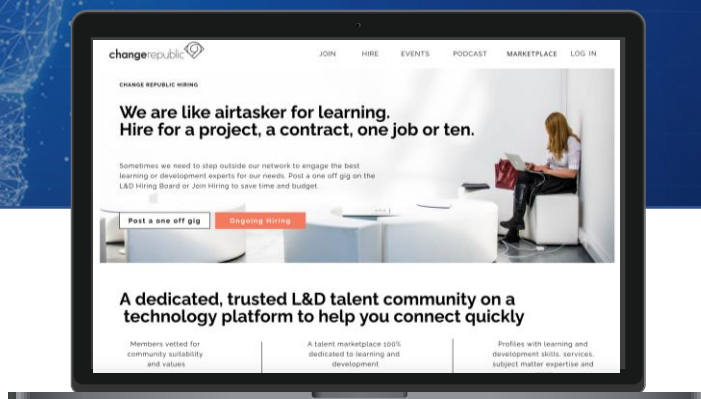 changerepublic
JOIN HIRE EVENTS PODCAST MARKETPLACE LOG IN
CHANGE REPUBLIC HIRING
We are like airtasker for learning.
Hire for a project, a contract, one job or ten.
Sometimes we need to step outside our network to engage the best
learning or development experts for our needs. Post a one off gig on the
L&D Hiring Board or Join Hiring to save time and budget.
Post a one off gig
Ongoing Hiring
A dedicated, trusted L&D talent community on a
technology platform to help you connect quickly
Members vetted for
community suitability
and values
A talent marketplace 100%
dedicated to learning and
development
Profiles with learning and
development skills, services,
subject matter expertise and